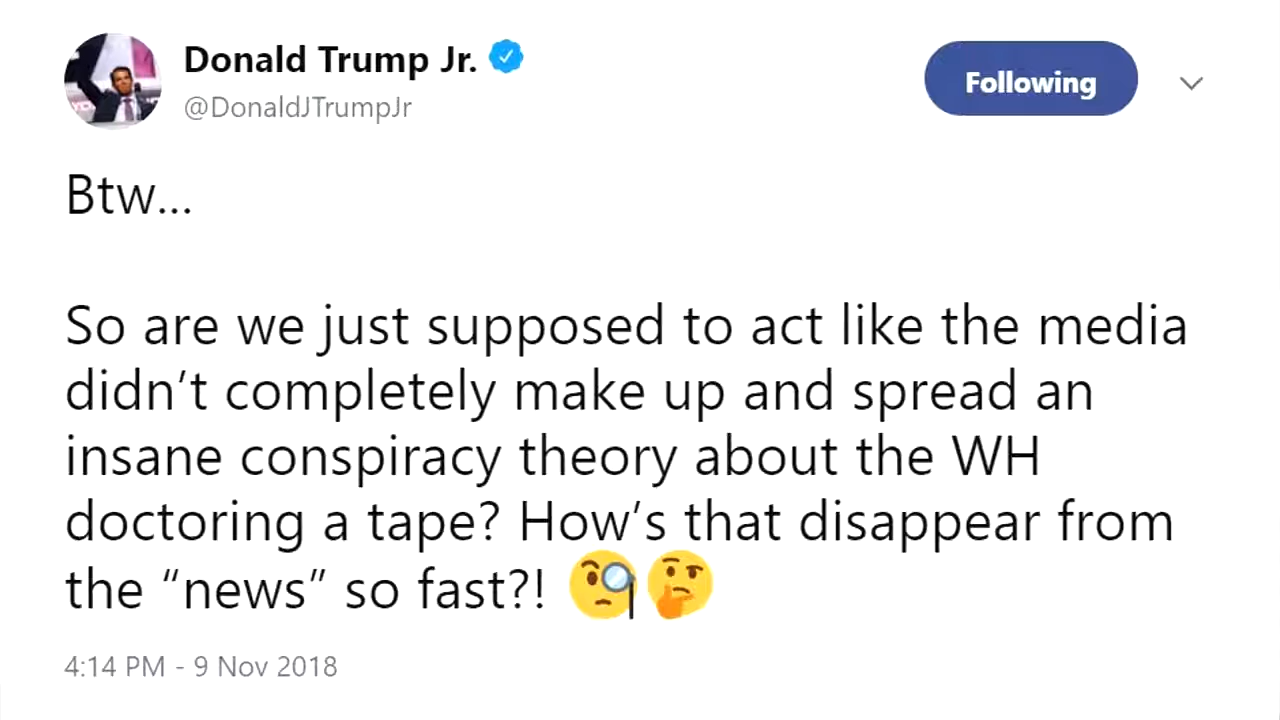 Donald Trump Jr.
@DonaldJTrumpJr
Following
Btw...
So are we just supposed to act like the media
didn’t completely make up and spread an
insane conspiracy theory about the WH
doctoring a tape? How’s that disappear from
the “news” so fast?! 🧐🤔
4:14 PM - 9 Nov 2018